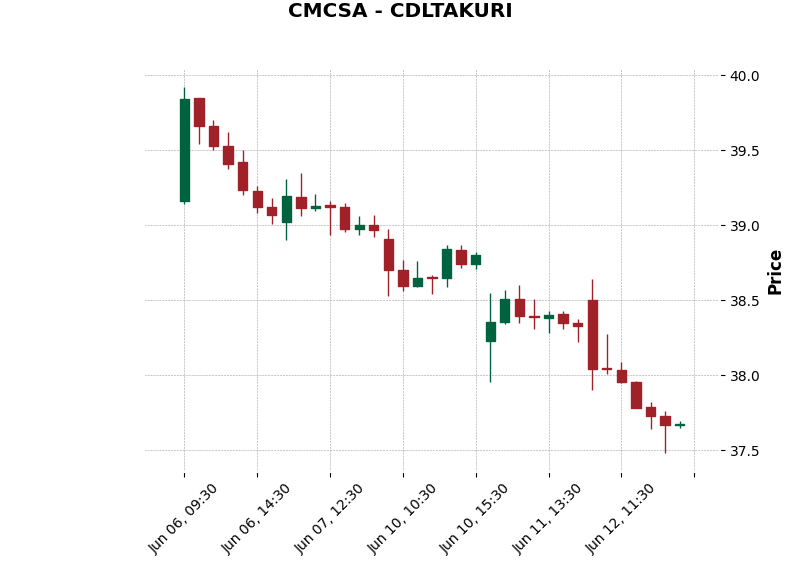 CMCSA - CDLTAKURI
40.0
39.5
39.0
38.5
38.0
37.5
Price
Jun 06, 09:30
Jun 06, 14:30
Jun 07, 12:30
Jun 10, 10:30
Jun 10, 15:30
Jun 11, 13:30
Jun 12, 11:30